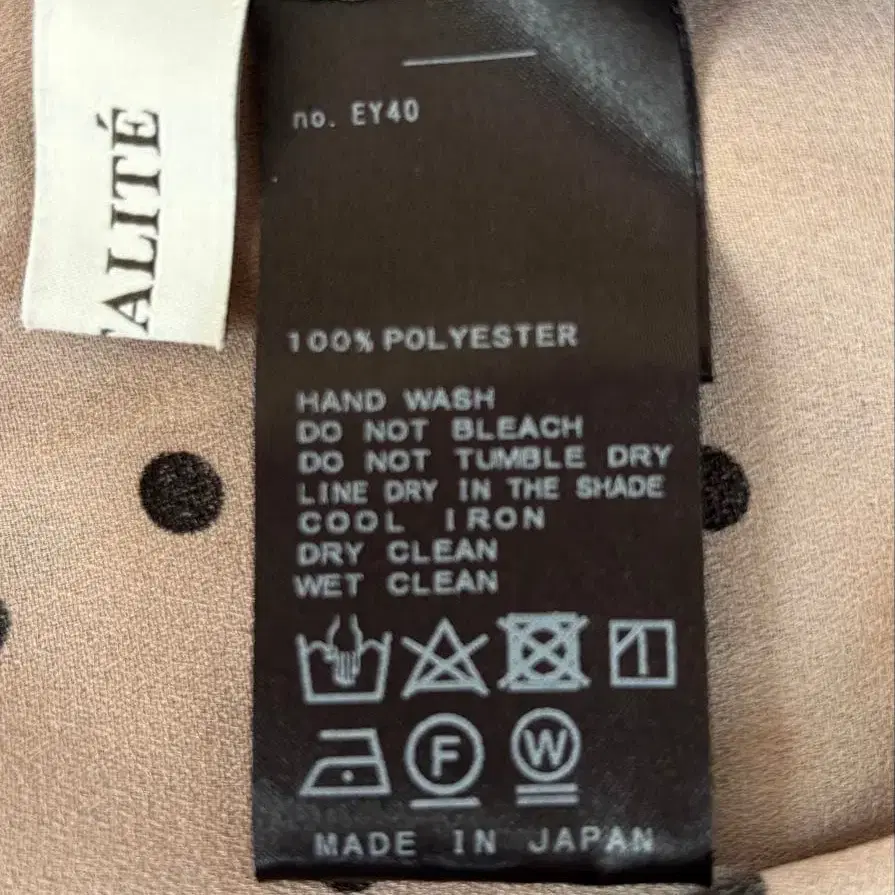 ALITÉ
no. EY40
100% POLYESTER
HAND WASH
DO NOT BLEACH
DO NOT TUMBLE DRY
LINE DRY IN THE SHADE
COOL IRON
DRY CLEAN
WET CLEAN
F
W
MADE IN JAPAN